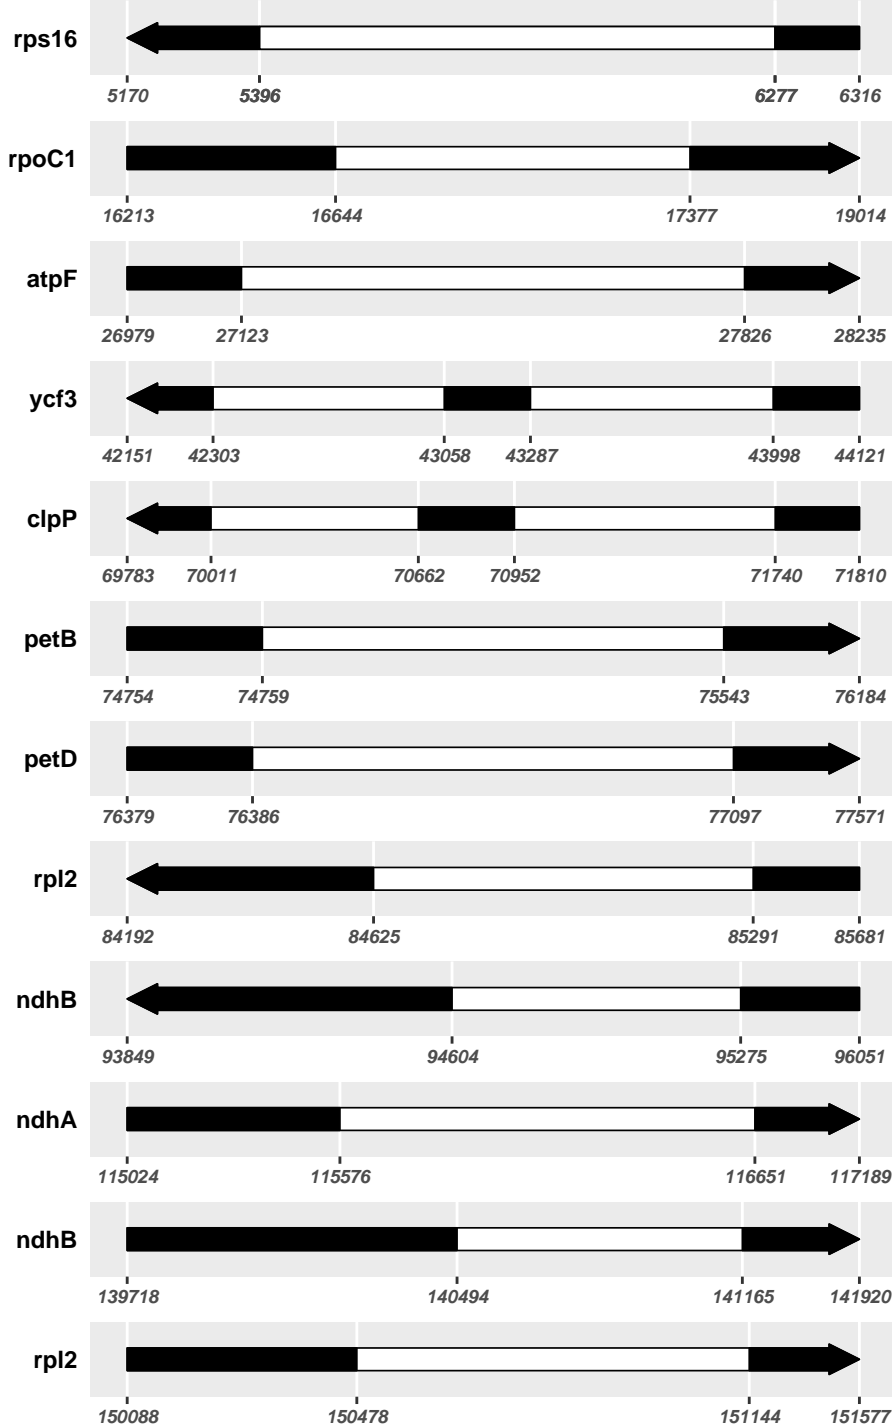 rps16
5170 5396 6277 6316
rpoC1
16213 16644 17377 19014
atpF
26979 27123 27826 28235
ycf3
42151 42303 43058 43287 43998 44121
clpP
69783 70011 70662 70952 71740 71810
petB
74754 74759 75543 76184
petD
76379 76386 77097 77571
rpl2
84192 84625 85291 85681
ndhB
93849 94604 95275 96051
ndhA
115024 115576 116651 117189
ndhB
139718 140494 141165 141920
rpl2
150088 150478 151144 151577